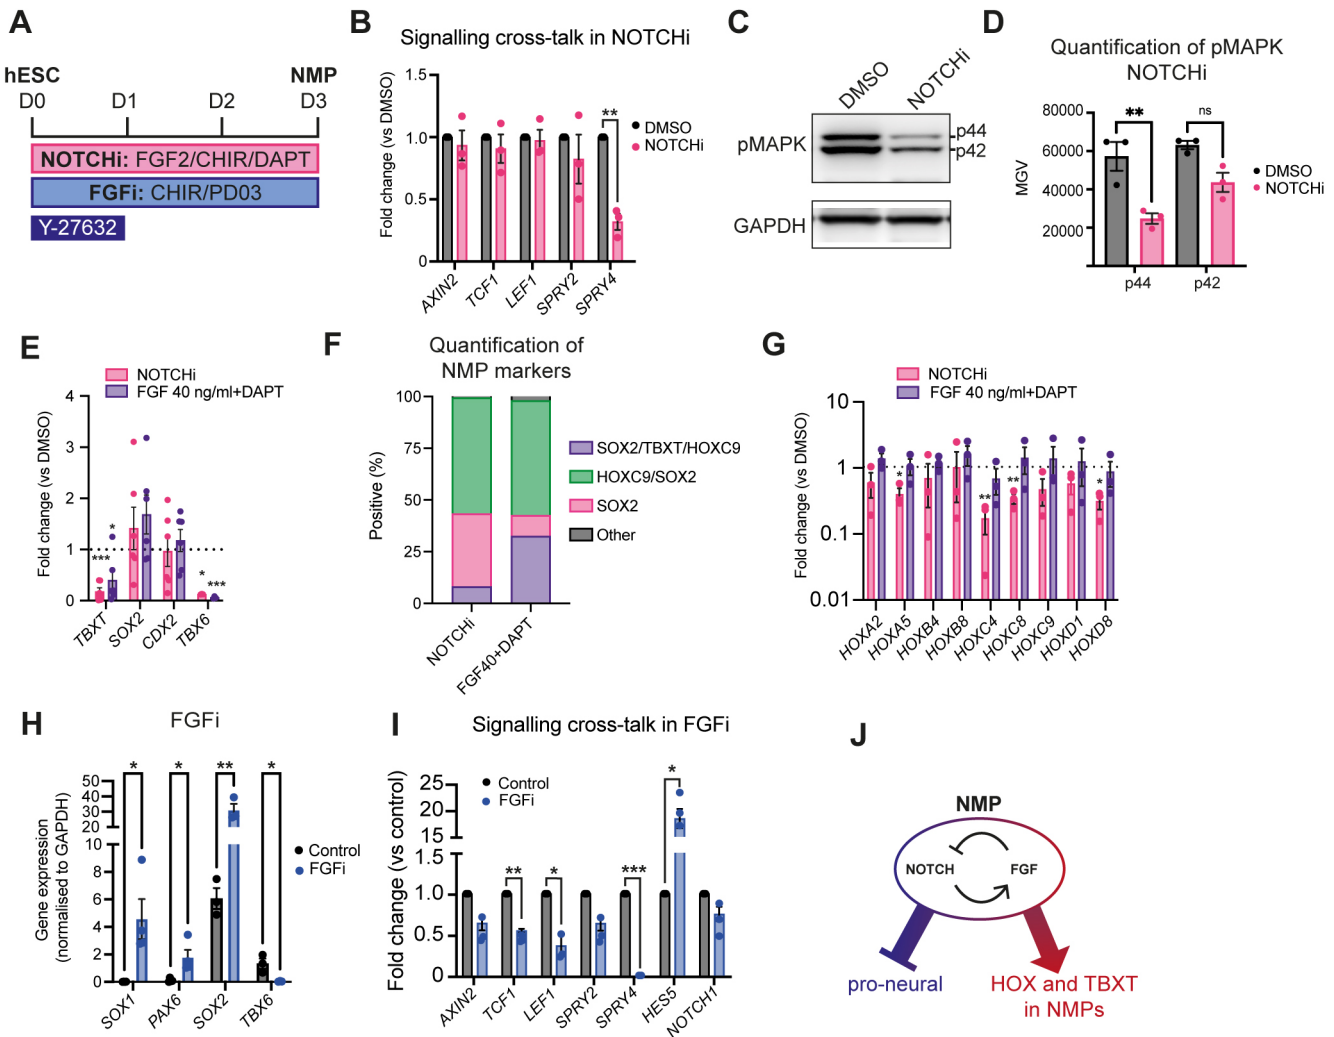 A
hESC
NMP
D0
D1
D2
D3
NOTCHi: FGF2/CHIR/DAPT
FGFi: CHIR/PD03
Y-27632
B
Signalling cross-talk in NOTCHi
Fold change (vs DMSO)
1.5
1.0
0.5
0
**
DMSO
NOTCHi
AXIN2
TCF1
LEF1
SPRY2
SPRY4
C
DMSO
NOTCHi
pMAPK
p44
p42
GAPDH
D
Quantification of pMAPK
NOTCHi
MGV
80000
60000
40000
20000
**
ns
DMSO
NOTCHi
p44
p42
E
NOTCHi
FGF 40 ng/ml+DAPT
Fold change (vs DMSO)
4
3
2
1
0
***
*
*
***
TBXT
SOX2
CDX2
TBX6
F
Quantification of
NMP markers
Positive (%)
100
75
50
25
0
SOX2/TBXT/HOXC9
HOXC9/SOX2
SOX2
Other
NOTCHi
FGF40+DAPT
G
NOTCHi
FGF 40 ng/ml+DAPT
Fold change (vs DMSO)
10
1
0.1
0.01
*
**
**
*
HOXA2
HOXA5
HOXB4
HOXB8
HOXC4
HOXC8
HOXC9
HOXD1
HOXD8
H
FGFi
Gene expression
(normalised to GAPDH)
50
40
30
20
10
8
6
4
2
0
*
*
**
*
Control
FGFi
SOX1
PAX6
SOX2
TBX6
I
Signalling cross-talk in FGFi
Fold change (vs control)
25
20
15
1.5
1.0
0.5
0
Control
FGFi
**
*
***
*
AXIN2
TCF1
LEF1
SPRY2
SPRY4
HES5
NOTCH1
J
NMP
NOTCH
FGF
pro-neural
HOX and TBXT
in NMPs